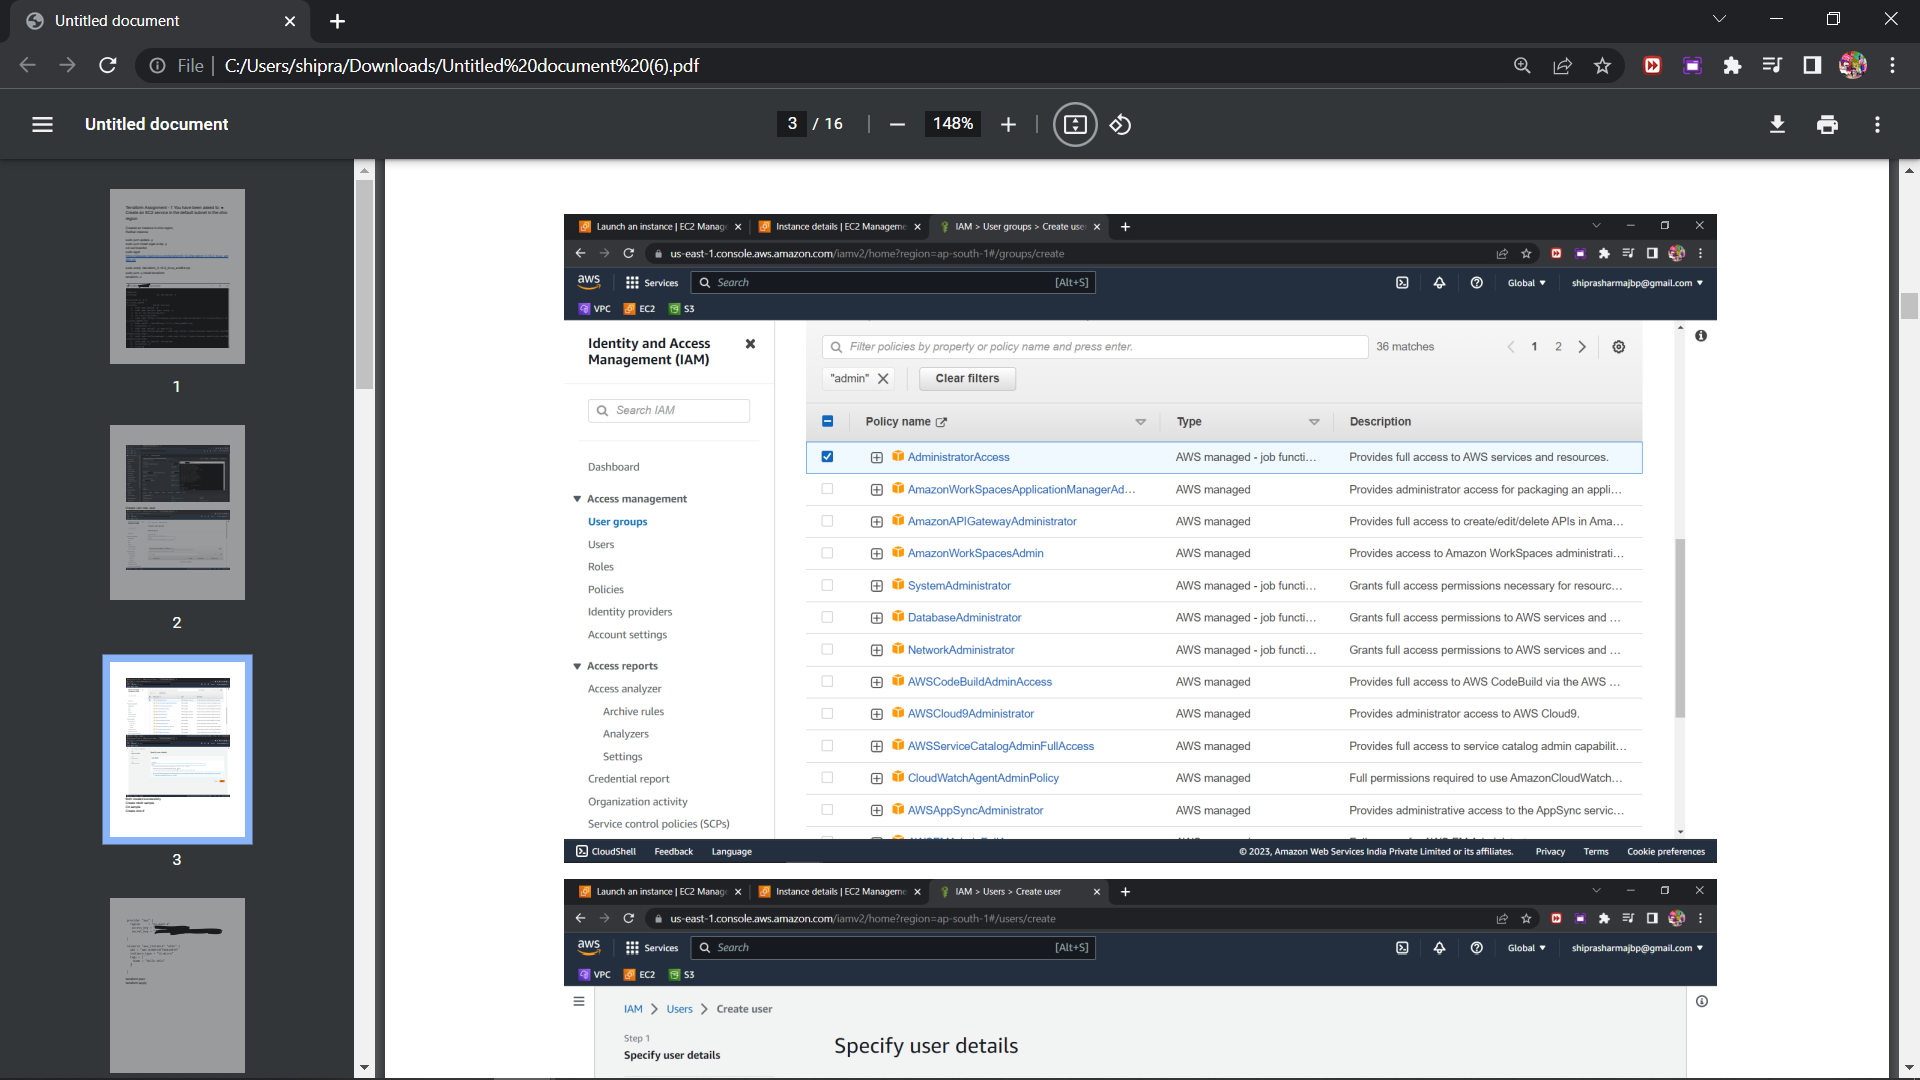 Untitled document
File
C:/Users/shipra/Downloads/Untitled%20document%20(6).pdf
Untitled document
3 / 16
148%
1
2
3
Launch an instance | EC2 Manage
Instance details | EC2 Manageme
IAM > User groups > Create user
us-east-1.console.aws.amazon.com/iamv2/home?region=ap-south-1#/groups/create
aws
Services
Search
[Alt+S]
Global
shiprasharmajbp@gmail.com
VPC
EC2
S3
Identity and Access Management (IAM)
Search IAM
Dashboard
Access management
User groups
Users
Roles
Policies
Identity providers
Account settings
Access reports
Access analyzer
Archive rules
Analyzers
Settings
Credential report
Organization activity
Service control policies (SCPs)
Filter policies by property or policy name and press enter.
36 matches
1
2
"admin"
Clear filters
Policy name Type Description
AdministratorAccess AWS managed - job functi... Provides full access to AWS services and resources.
AmazonWorkSpacesApplicationManagerAd... AWS managed Provides administrator access for packaging an appli...
AmazonAPIGatewayAdministrator AWS managed Provides full access to create/edit/delete APIs in Ama...
AmazonWorkSpacesAdmin AWS managed Provides access to Amazon WorkSpaces administrati...
SystemAdministrator AWS managed - job functi... Grants full access permissions necessary for resourc...
DatabaseAdministrator AWS managed - job functi... Grants full access permissions to AWS services and ...
NetworkAdministrator AWS managed - job functi... Grants full access permissions to AWS services and ...
AWSCodeBuildAdminAccess AWS managed Provides full access to AWS CodeBuild via the AWS ...
AWSCloud9Administrator AWS managed Provides administrator access to AWS Cloud9.
AWSServiceCatalogAdminFullAccess AWS managed Provides full access to service catalog admin capabilit...
CloudWatchAgentAdminPolicy AWS managed Full permissions required to use AmazonCloudWatch...
AWSAppSyncAdministrator AWS managed Provides administrative access to the AppSync servic...
CloudShell
Feedback
Language
© 2023, Amazon Web Services India Private Limited or its affiliates.
Privacy
Terms
Cookie preferences
Launch an instance | EC2 Manage
Instance details | EC2 Manageme
IAM > Users > Create user
us-east-1.console.aws.amazon.com/iamv2/home?region=ap-south-1#/users/create
aws
Services
Search
[Alt+S]
Global
shiprasharmajbp@gmail.com
VPC
EC2
S3
IAM > Users > Create user
Step 1
Specify user details
Specify user details